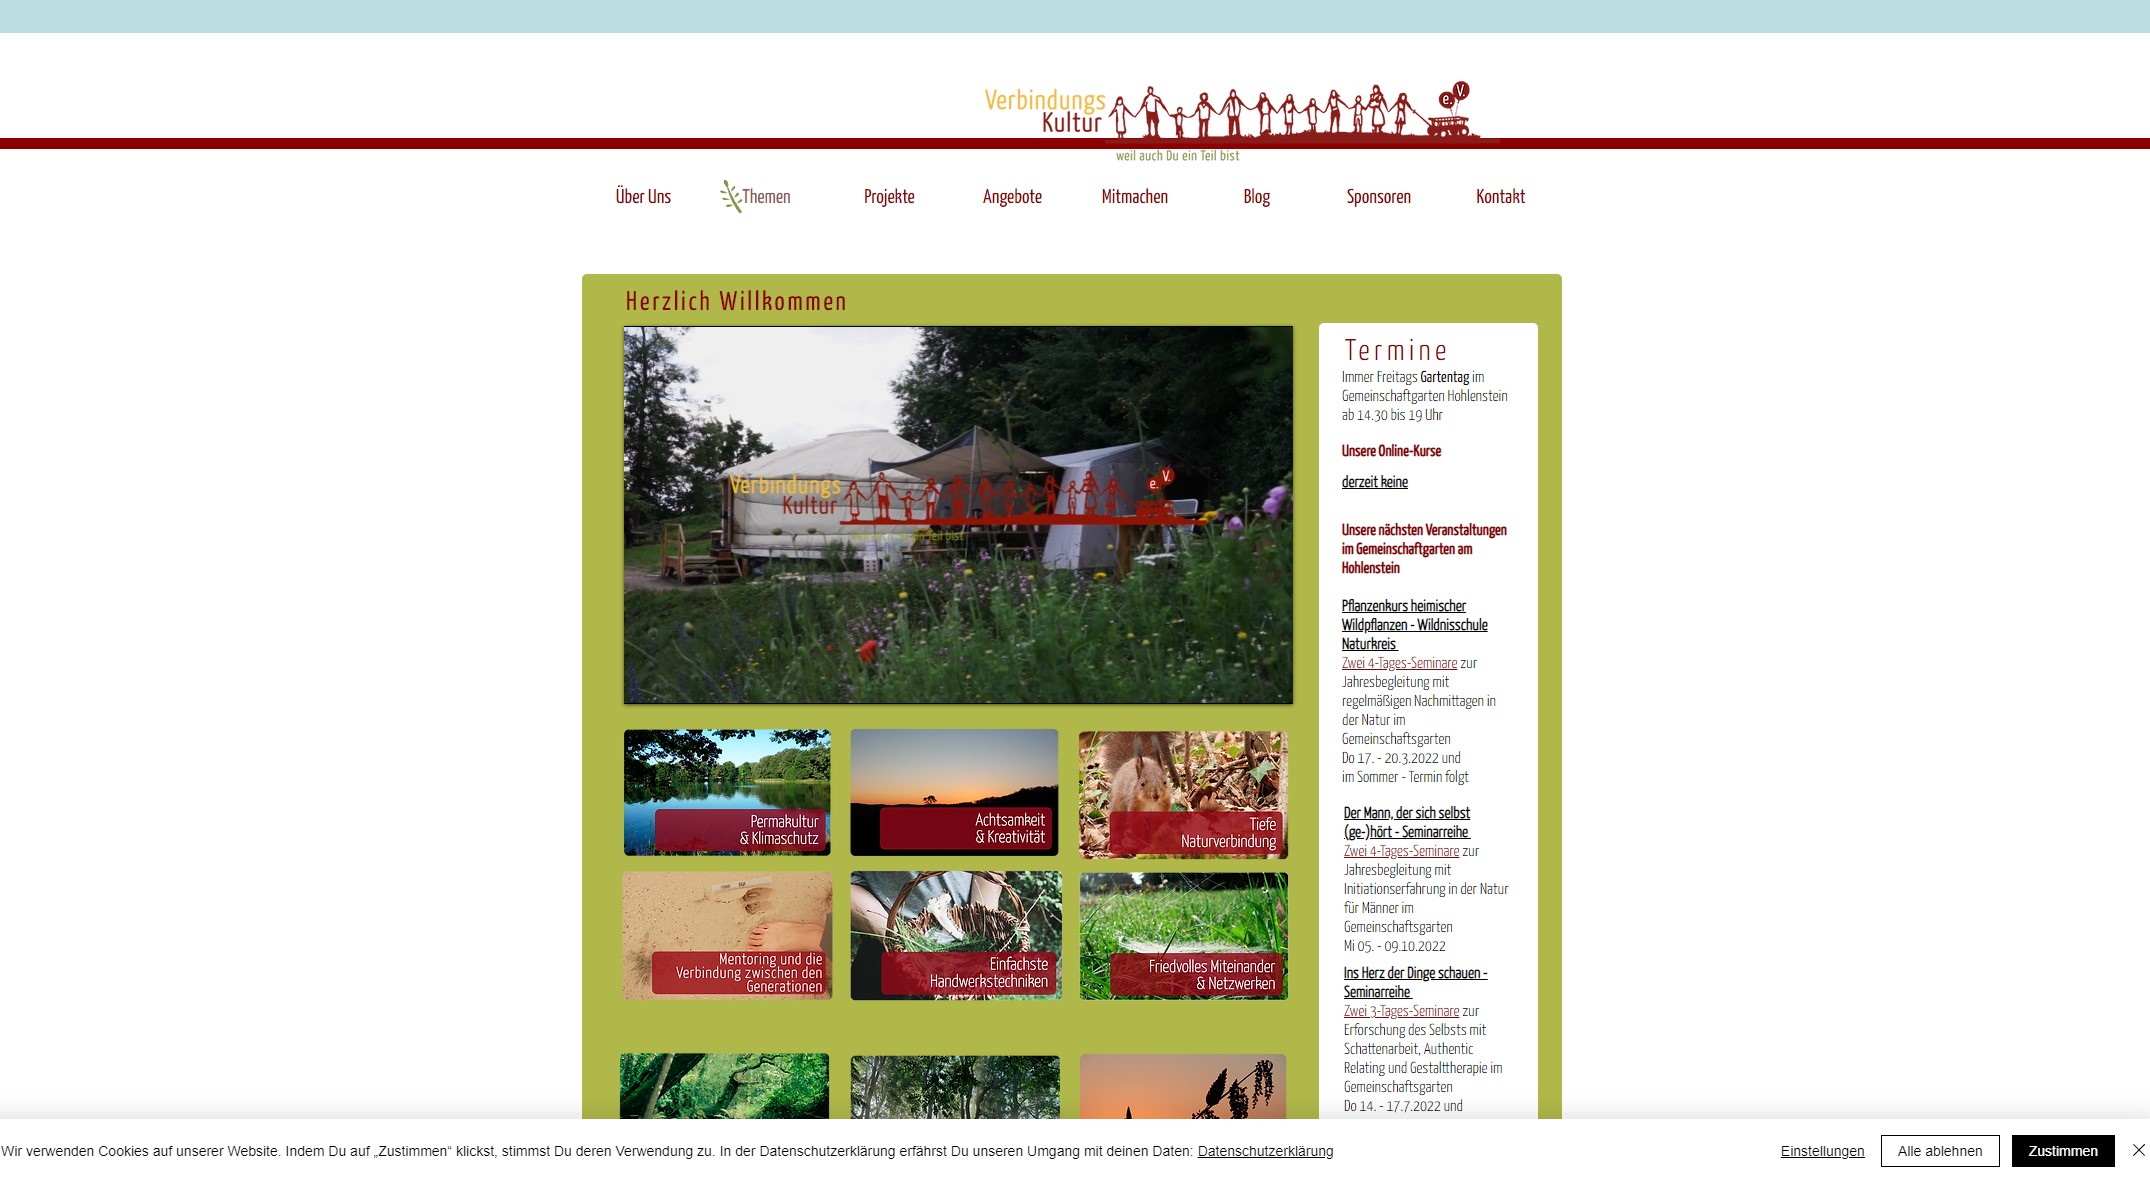 Verbindungs
Kultur
e. V.
weil auch Du ein Teil bist
Über Uns
Themen
Projekte
Angebote
Mitmachen
Blog
Sponsoren
Kontakt
Herzlich Willkommen
Verbindungs
Kultur
e. V.
Termine
Immer Freitags Gartentag im
Gemeinschaftgarten Hohlenstein
ab 14.30 bis 19 Uhr
Unsere Online-Kurse
derzeit keine
Unsere nächsten Veranstaltungen
im Gemeinschaftgarten am
Hohlenstein
Pflanzenkurs heimischer
Wildpflanzen - Wildnisschule
Naturkreis
Zwei 4-Tages-Seminare zur
Jahresbegleitung mit
regelmäßigen Nachmittagen in
der Natur im
Gemeinschaftsgarten
Do 17. - 20.3.2022 und
im Sommer - Termin folgt
Der Mann, der sich selbst
(ge-)hört - Seminarreihe
Zwei 4-Tages-Seminare zur
Jahresbegleitung mit
Initiationserfahrung in der Natur
für Männer im
Gemeinschaftsgarten
Mi 05. - 09.10.2022
Ins Herz der Dinge schauen -
Seminarreihe
Zwei 3-Tages-Seminare zur
Erforschung des Selbsts mit
Schattenarbeit, Authentic
Relating und Gestalttherapie im
Gemeinschaftsgarten
Do 14. - 17.7.2022 und
Permakultur
& Klimaschutz
Achtsamkeit
& Kreativität
Tiefe
Naturverbindung
Mentoring und die
Verbindung zwischen den
Generationen
Einfachste
Handwerkstechniken
Friedvolles Miteinander
& Netzwerken
Wir verwenden Cookies auf unserer Website. Indem Du auf „Zustimmen“ klickst, stimmst Du deren Verwendung zu. In der Datenschutzerklärung erfährst Du unseren Umgang mit deinen Daten: Datenschutzerklärung
Einstellungen
Alle ablehnen
Zustimmen